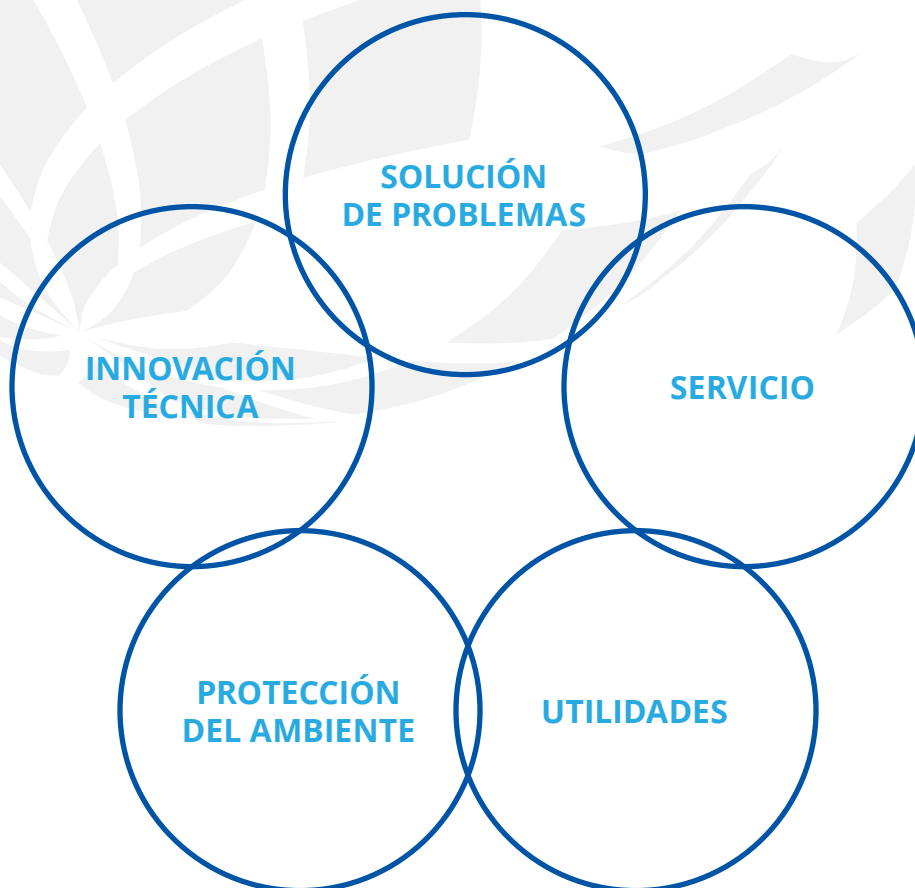 SOLUCIÓN
DE PROBLEMAS
INNOVACIÓN
TÉCNICA
SERVICIO
PROTECCIÓN
DEL AMBIENTE
UTILIDADES